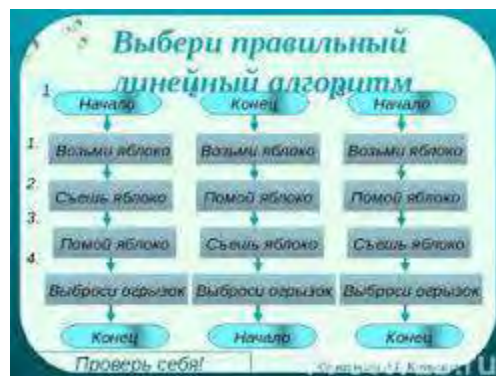 Выбери правильный
линейный алгоритм
1.
Начало
Конец
Начало
1.
Возьми яблоко
Возьми яблоко
Возьми яблоко
2.
Съешь яблоко
Помой яблоко
Помой яблоко
3.
Помой яблоко
Съешь яблоко
Съешь яблоко
4.
Выброси огрызок
Выброси огрызок
Выброси огрызок
Конец
Начало
Конец
Проверь себя!